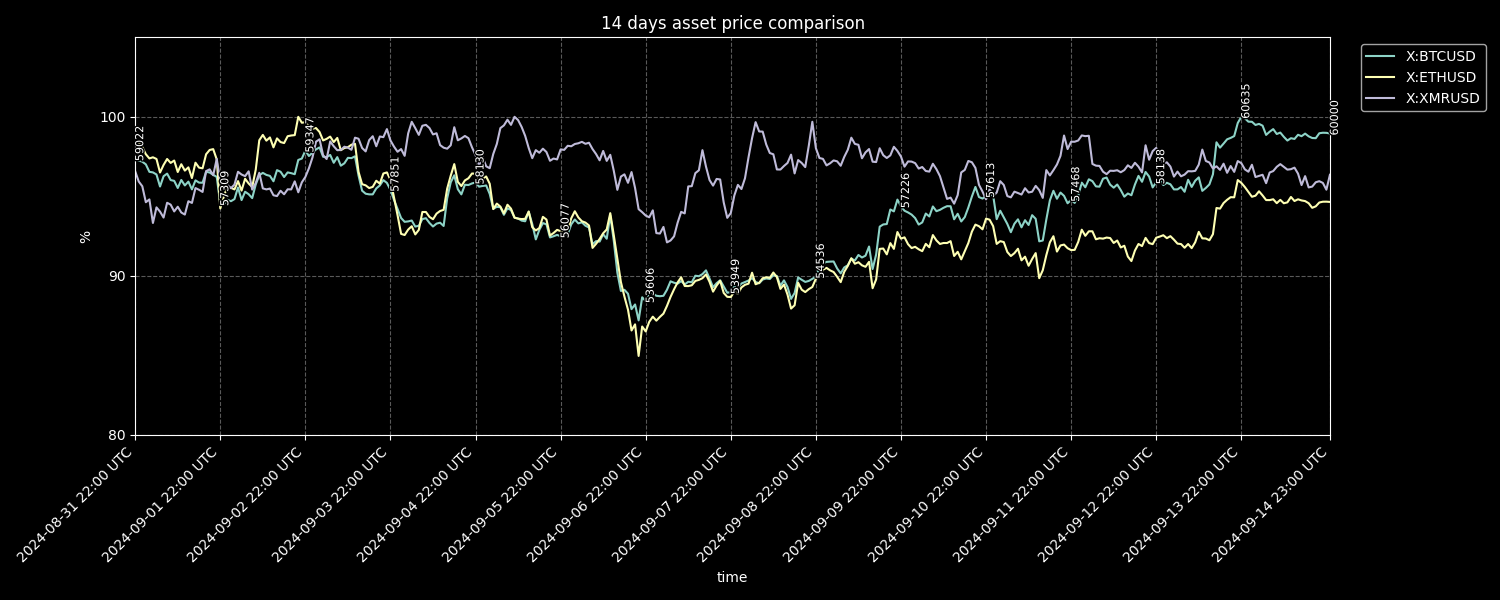 14 days asset price comparison
X:BTCUSD
X:ETHUSD
X:XMRUSD
100
90
80
%
59022
57309
59347
57851
58130
56077
53606
53949
54536
57226
57613
57468
58138
60635
60000
2024-08-31 22:00 UTC
2024-09-01 22:00 UTC
2024-09-02 22:00 UTC
2024-09-03 22:00 UTC
2024-09-04 22:00 UTC
2024-09-05 22:00 UTC
2024-09-06 22:00 UTC
2024-09-07 22:00 UTC
2024-09-08 22:00 UTC
2024-09-09 22:00 UTC
2024-09-10 22:00 UTC
2024-09-11 22:00 UTC
2024-09-12 22:00 UTC
2024-09-13 22:00 UTC
2024-09-14 23:00 UTC
time